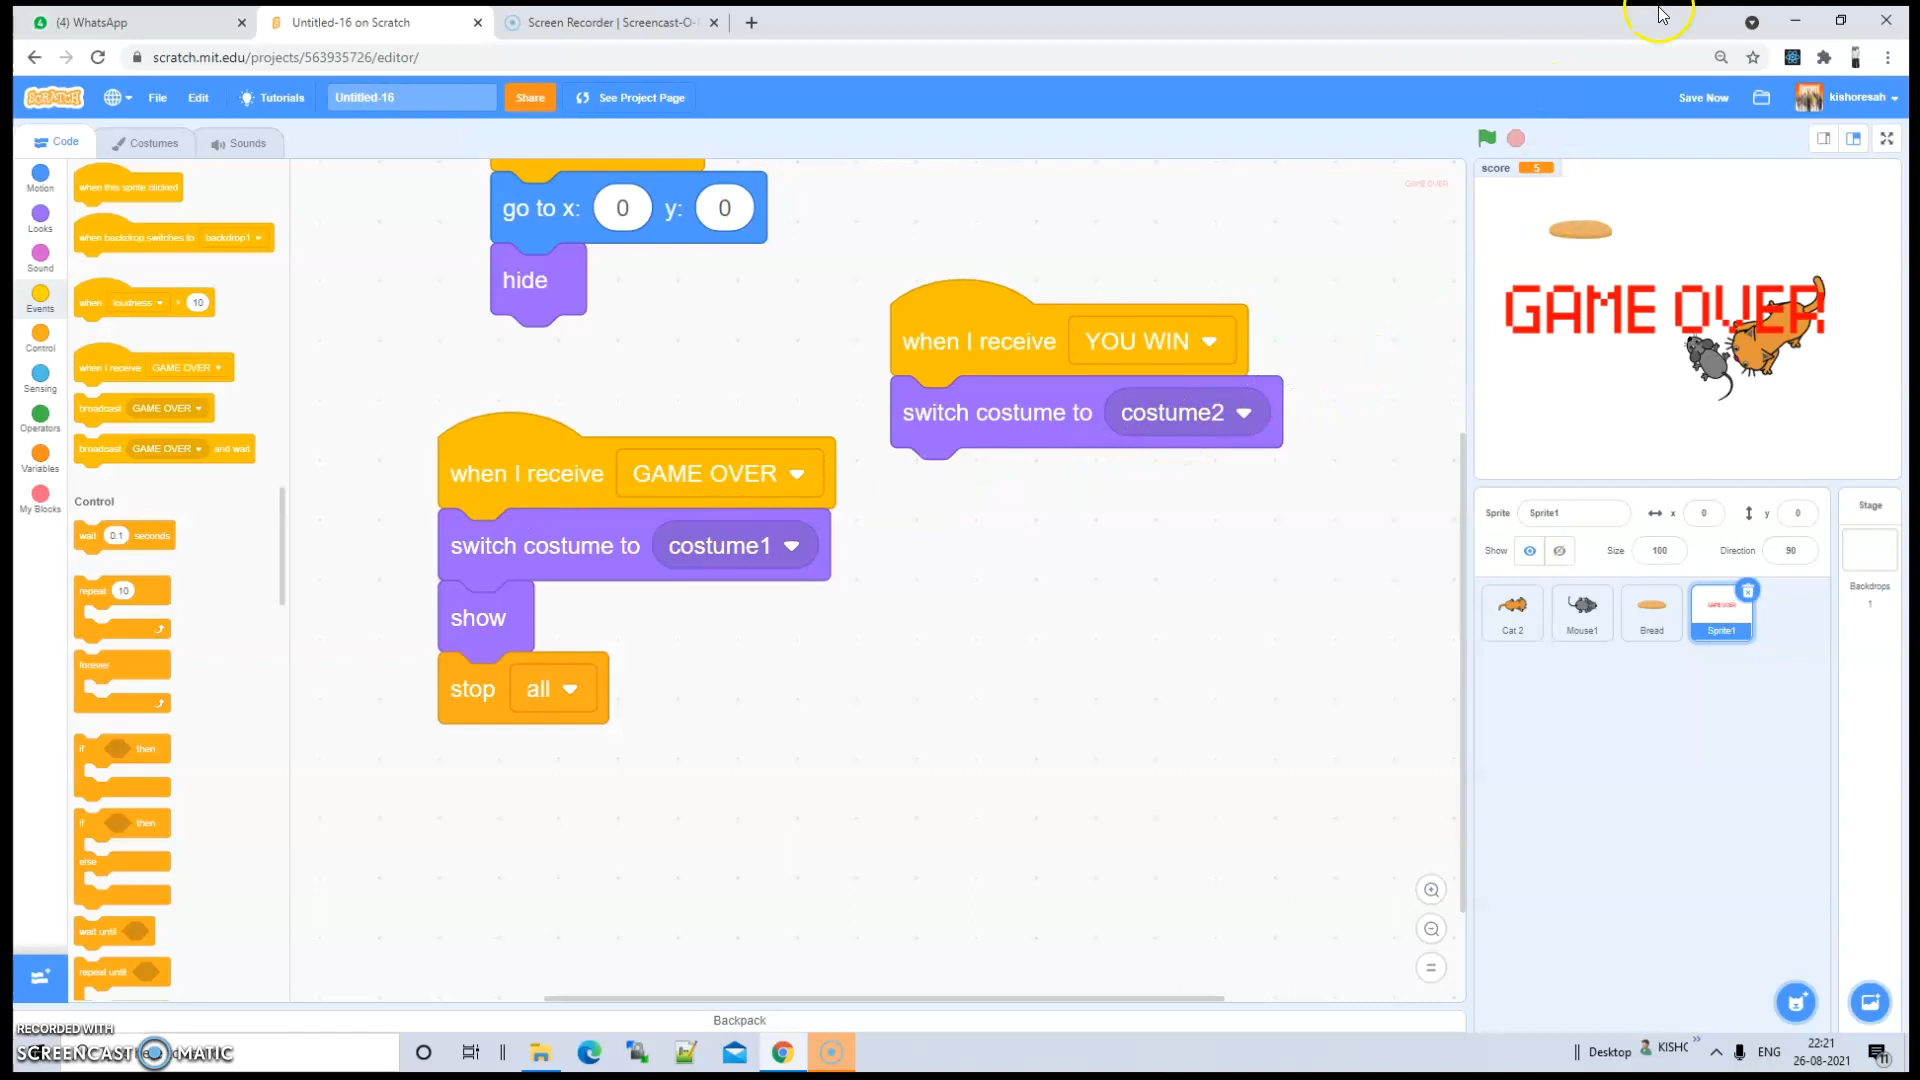 (4) WhatsApp
Untitled-16 on Scratch
Screen Recorder | Screencast-O-
scratch.mit.edu/projects/563935726/editor/
SCRATCH
File
Edit
Tutorials
Untitled-16
Share
See Project Page
Save Now
kishoresah
Code
Costumes
Sounds
Motion
Looks
Sound
Events
Control
Sensing
Operators
Variables
My Blocks
when this sprite clicked
when backdrop switches to backdrop1
when loudness > 10
when I receive GAME OVER
broadcast GAME OVER
broadcast GAME OVER and wait
Control
wait 0.1 seconds
repeat 10
forever
if then
if then
else
wait until
repeat until
go to x: 0 y: 0
hide
when I receive YOU WIN
switch costume to costume2
when I receive GAME OVER
switch costume to costume1
show
stop all
GAME OVER
score 5
GAME OVER
Sprite Sprite1 x 0 y 0
Show Size 100 Direction 90
Cat 2
Mouse1
Bread
Sprite1
Stage
Backdrops
1
Backpack
RECORDED WITH
SCREENCAST MATIC
Desktop
KISHC
ENG
22:21
26-08-2021